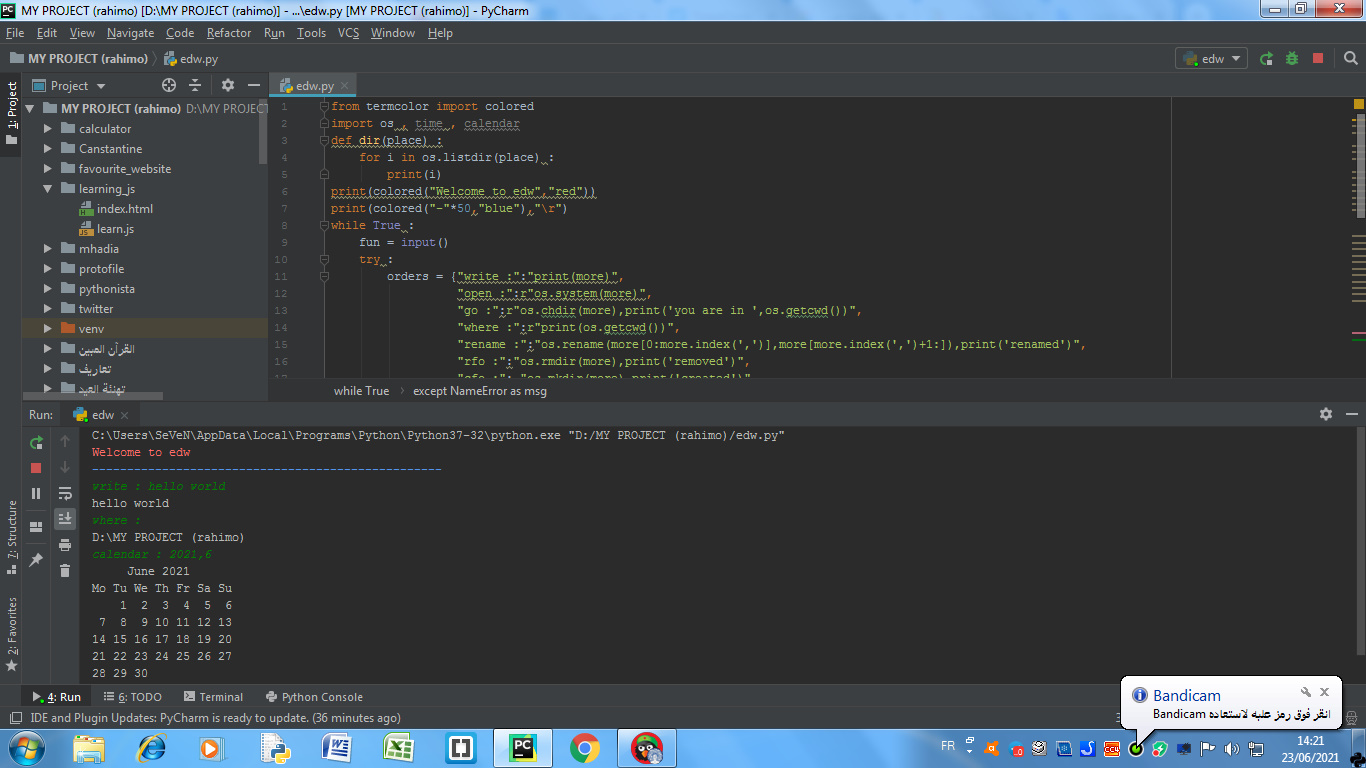 MY PROJECT (rahimo) [D:\MY PROJECT (rahimo)] - ...\edw.py [MY PROJECT (rahimo)] - PyCharm
File Edit View Navigate Code Refactor Run Tools VCS Window Help
MY PROJECT (rahimo) edw.py
edw
1: Project
Project
edw.py
MY PROJECT (rahimo) D:\MY PROJECT
calculator
Canstantine
favourite_website
learning_js
index.html
learn.js
mhadia
protofile
pythonista
twitter
venv
القرآن المبين
تعاريف
تهنئة العيد
1 from termcolor import colored
2 import os , time , calendar
3 def dir(place) :
4 for i in os.listdir(place) :
5 print(i)
6 print(colored("Welcome to edw","red"))
7 print(colored("-"*50,"blue"),"\r")
8 while True :
9 fun = input()
10 try :
11 orders = {"write :":"print(more)",
12 "open :":r"os.system(more)",
13 "go :":r"os.chdir(more),print('you are in ',os.getcwd())",
14 "where :":r"print(os.getcwd())",
15 "rename :":"os.rename(more[0:more.index(',')],more[more.index(',')+1:]),print('renamed')",
16 "rfo :":"os.rmdir(more),print('removed')",
while True except NameError as msg
Run: edw
C:\Users\SeVeN\AppData\Local\Programs\Python\Python37-32\python.exe "D:/MY PROJECT (rahimo)/edw.py"
Welcome to edw
--------------------------------------------------
write : hello world
hello world
where :
D:\MY PROJECT (rahimo)
calendar : 2021,6
June 2021
Mo Tu We Th Fr Sa Su
1 2 3 4 5 6
7 8 9 10 11 12 13
14 15 16 17 18 19 20
21 22 23 24 25 26 27
28 29 30
7: Structure
2: Favorites
4: Run 6: TODO Terminal Python Console
IDE and Plugin Updates: PyCharm is ready to update. (36 minutes ago)
Bandicam
انقر فوق رمز علبه لاستعاده Bandicam
FR
14:21
23/06/2021